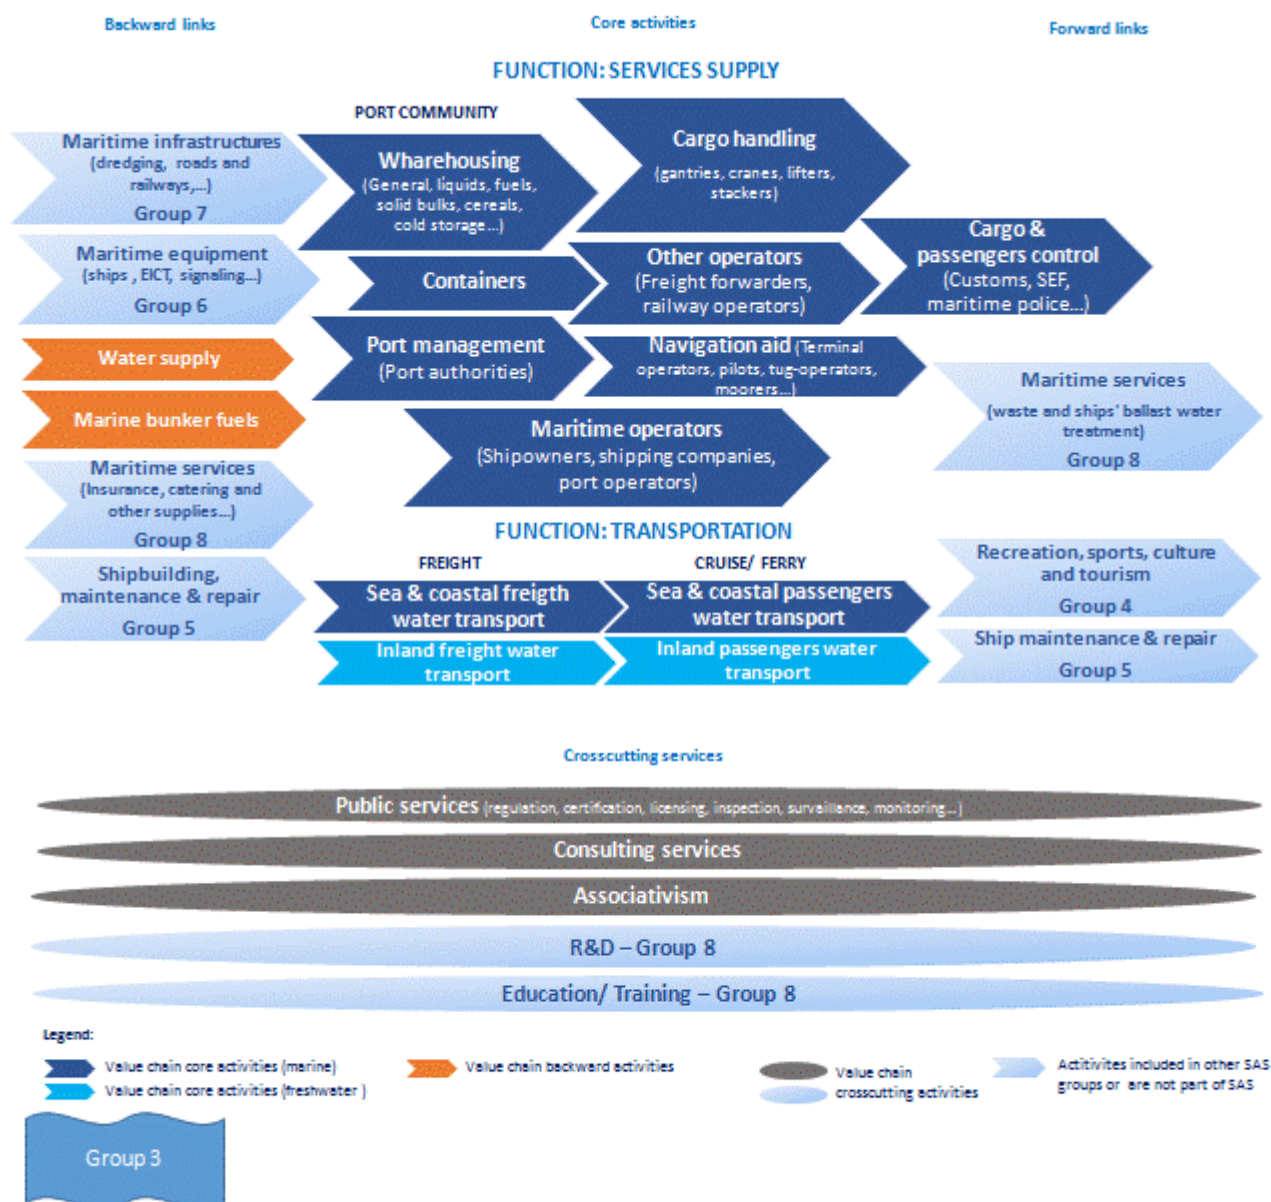 Backward links
Core activities
Forward links
FUNCTION: SERVICES SUPPLY
PORT COMMUNITY
Maritime infrastructures
(dredging, roads and
railways,...)
Group 7
Maritime equipment
(ships , EICT, signaling...)
Group 6
Water supply
Marine bunker fuels
Maritime services
(Insurance, catering and
other supplies...)
Group 8
Shipbuilding,
maintenance & repair
Group 5
Wharehousing
(General, liquids, fuels,
solid bulks, cereals,
cold storage...)
Containers
Port management
(Port authorities)
Cargo handling
(gantries, cranes, lifters,
stackers)
Other operators
(Freight forwarders,
railway operators)
Navigation aid (Terminal
operators, pilots, tug-operators,
moorers...)
Maritime operators
(Shipowners, shipping companies,
port operators)
Cargo &
passengers control
(Customs, SEF,
maritime police...)
Maritime services
(waste and ships' ballast water
treatment)
Group 8
FUNCTION: TRANSPORTATION
FREIGHT
CRUISE/ FERRY
Sea & coastal freigth
water transport
Sea & coastal passengers
water transport
Inland freight water
transport
Inland passengers water
transport
Recreation, sports, culture
and tourism
Group 4
Ship maintenance & repair
Group 5
Crosscutting services
Public services (regulation, certification, licensing, inspection, survaillance, monitoring...)
Consulting services
Associativism
R&D – Group 8
Education/ Training – Group 8
Legend:
Value chain core activities (marine)
Value chain core activities (freshwater )
Value chain backward activities
Value chain
crosscutting activities
Actitivites included in other SAS
groups or are not part of SAS
Group 3